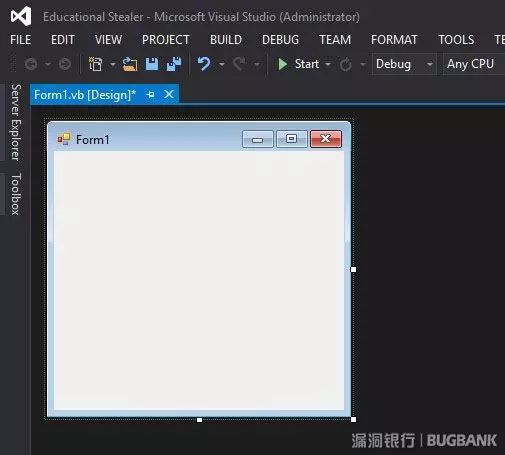 Educational Stealer - Microsoft Visual Studio (Administrator)
FILE EDIT VIEW PROJECT BUILD DEBUG TEAM FORMAT TOOLS TE
Start Debug Any CPU
Form1.vb [Design]*
Server Explorer
Toolbox
Form1
漏洞银行 | BUGBANK